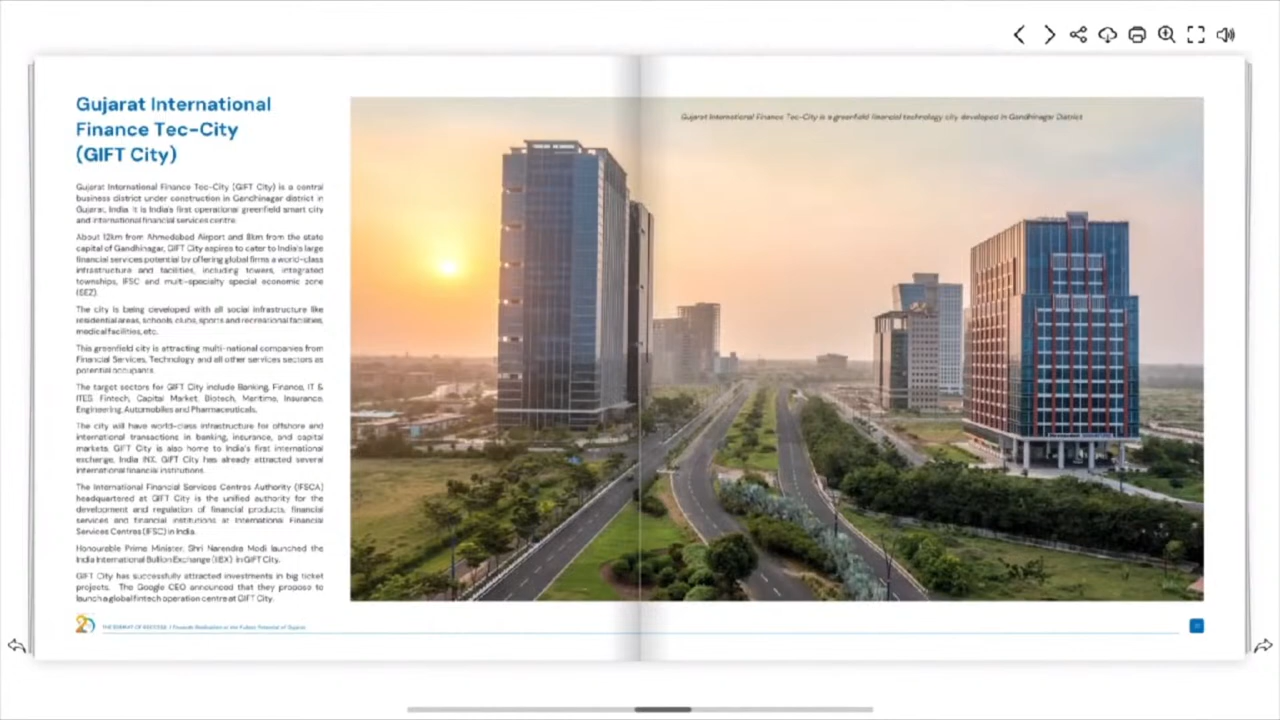 Gujarat International
Finance Tec-City
(GIFT City)
Gujarat International Finance Tec-City (GIFT City) is a central
business district under construction in Gandhinagar district in
Gujarat, India. It is India's first operational greenfield smart city
and international financial services centre.
About 12km from Ahmedabad Airport and 8km from the state
capital of Gandhinagar, GIFT City aspires to cater to India's large
financial services potential by offering global firms a world-class
infrastructure and facilities, including towers, integrated
townships, IFSC and multi-specialty special economic zone
(SEZ).
The city is being developed with all social infrastructure like
residential areas, schools, clubs, sports and recreational facilities,
medical facilities, etc.
This greenfield city is attracting multi-national companies from
Financial Services, Technology and all other services sectors as
potential occupants.
The target sectors for GIFT City include Banking, Finance, IT &
ITES, Fintech, Capital Market, Biotech, Maritime, Insurance,
Engineering, Automobiles and Pharmaceuticals.
The city will have world-class infrastructure for offshore and
international transactions in banking, insurance, and capital
markets. GIFT City is also home to India's first international
exchange, India INX. GIFT City has already attracted several
international financial institutions.
The International Financial Services Centres Authority (IFSCA)
headquartered at GIFT City is the unified authority for the
development and regulation of financial products, financial
services and financial institutions at International Financial
Services Centres (IFSC) in India.
Honourable Prime Minister, Shri Narendra Modi launched the
India International Bullion Exchange (IIBX) in GIFT City.
GIFT City has successfully attracted investments in big ticket
projects. The Google CEO announced that they propose to
launch a global fintech operation centre at GIFT City.
Gujarat International Finance Tec-City is a greenfield financial technology city developed in Gandhinagar District
20
THE SUMMIT OF SUCCESS | Towards Realisation of the Fullest Potential of Gujarat